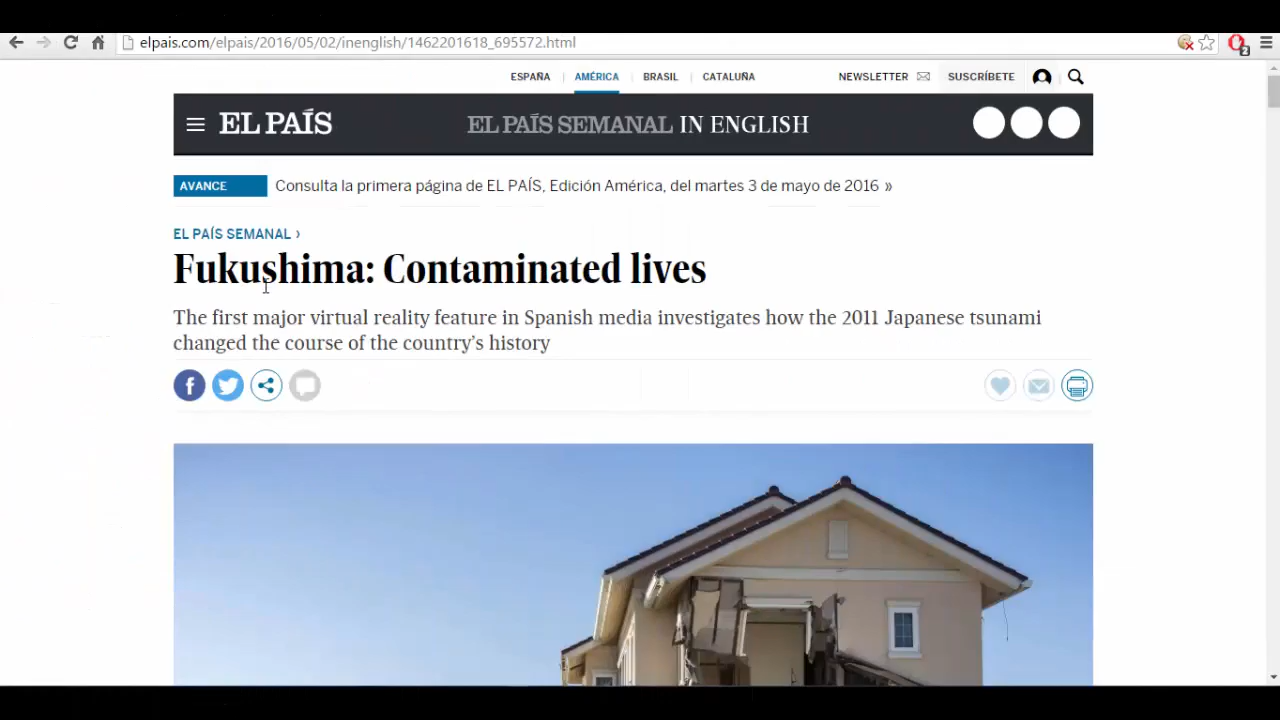 elpais.com/elpais/2016/05/02/inenglish/1462201618_695572.html
2
ESPAÑA AMÉRICA BRASIL CATALUÑA NEWSLETTER SUSCRÍBETE
EL PAÍS EL PAÍS SEMANAL IN ENGLISH
AVANCE Consulta la primera página de EL PAÍS, Edición América, del martes 3 de mayo de 2016 »
EL PAÍS SEMANAL ›
Fukushima: Contaminated lives
The first major virtual reality feature in Spanish media investigates how the 2011 Japanese tsunami
changed the course of the country's history